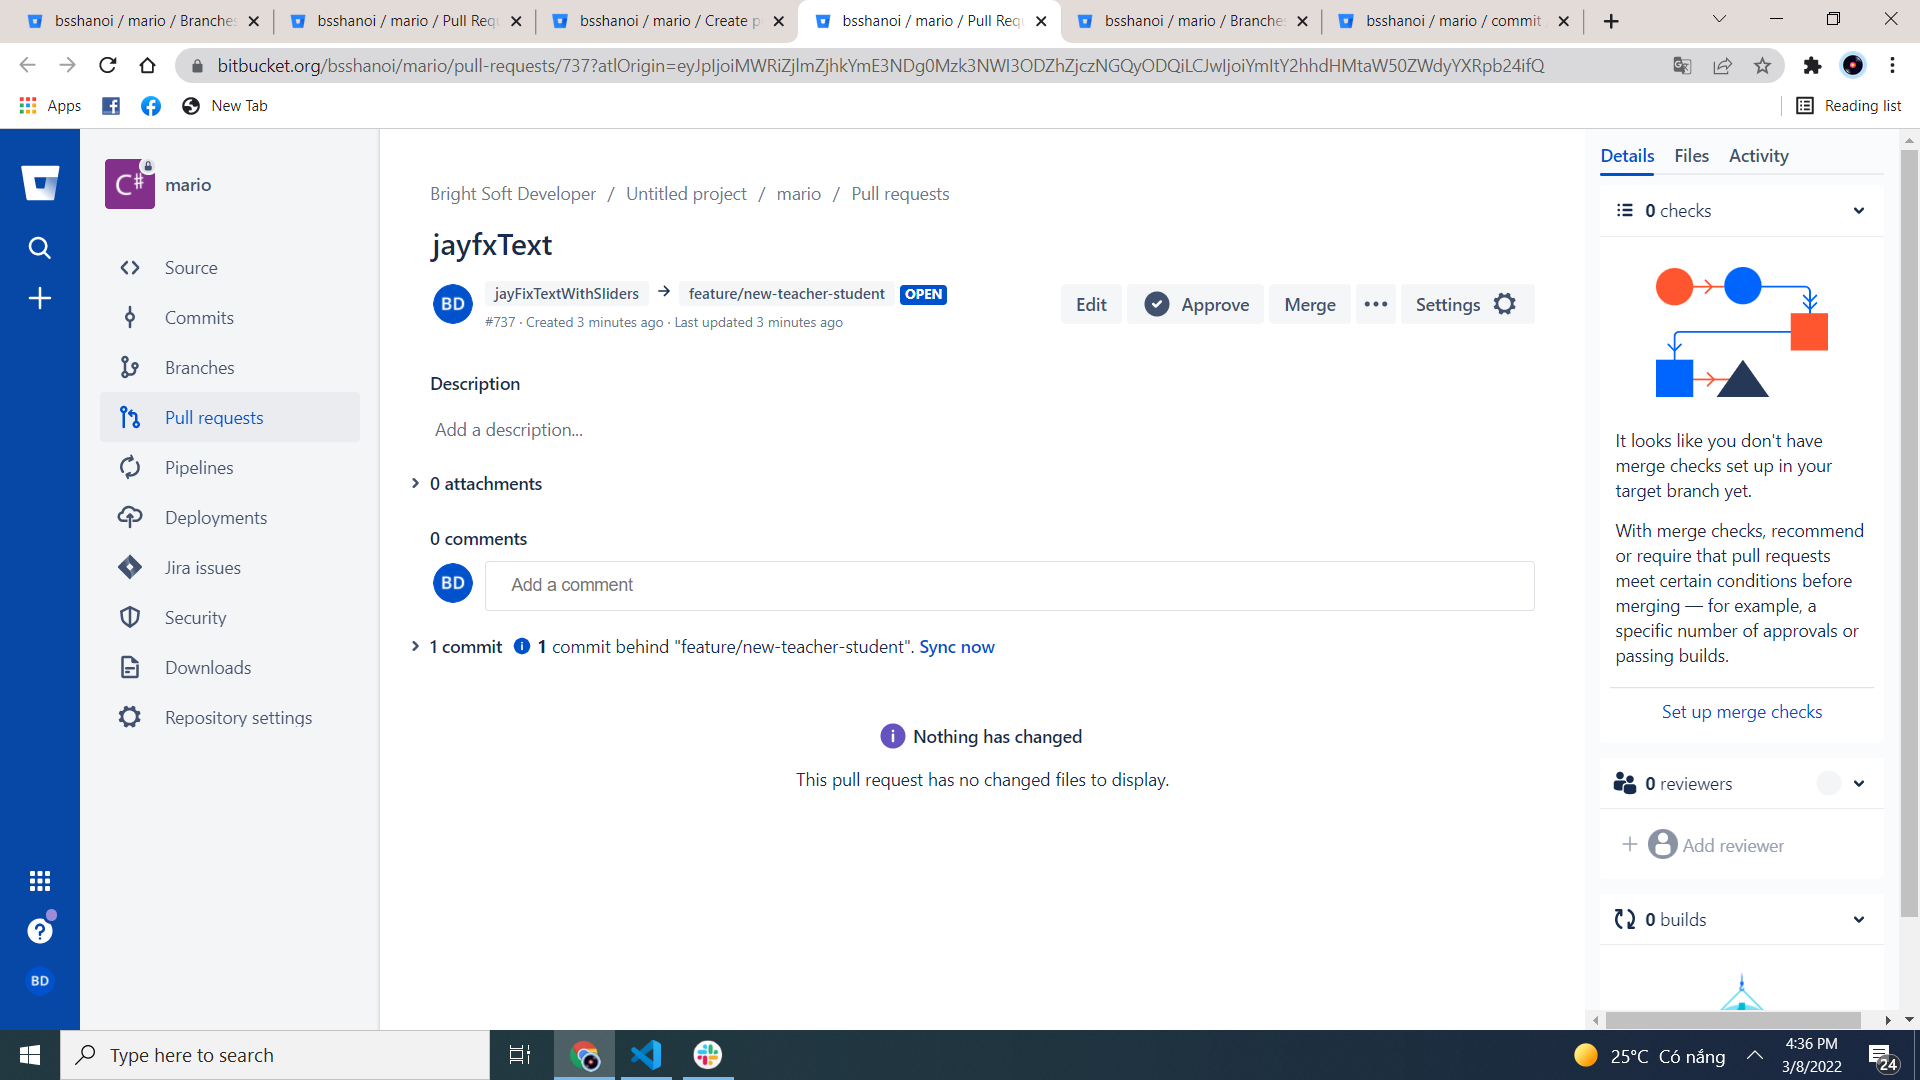 bsshanoi / mario / Branches
bsshanoi / mario / Pull Requ
bsshanoi / mario / Create p
bsshanoi / mario / Pull Requ
bsshanoi / mario / Branches
bsshanoi / mario / commit /
bitbucket.org/bsshanoi/mario/pull-requests/737?atlOrigin=eyJpIjoiMWRiZjlmZjhkYmE3NDg0Mzk3NWI3ODZhZjczNGQyODQiLCJwIjoiYmItY2hhdHMtaW50ZWdyYXRpb24ifQ
Apps
New Tab
Reading list
C#
mario
Source
Commits
Branches
Pull requests
Pipelines
Deployments
Jira issues
Security
Downloads
Repository settings
BD
Bright Soft Developer / Untitled project / mario / Pull requests
jayfxText
BD
jayFixTextWithSliders → feature/new-teacher-student OPEN
#737 · Created 3 minutes ago · Last updated 3 minutes ago
Edit
Approve
Merge
Settings
Description
Add a description...
0 attachments
0 comments
BD
Add a comment
1 commit 1 commit behind "feature/new-teacher-student". Sync now
Nothing has changed
This pull request has no changed files to display.
Details Files Activity
0 checks
It looks like you don't have
merge checks set up in your
target branch yet.
With merge checks, recommend
or require that pull requests
meet certain conditions before
merging — for example, a
specific number of approvals or
passing builds.
Set up merge checks
0 reviewers
Add reviewer
0 builds
Type here to search
25°C Có nắng
4:36 PM
3/8/2022
24